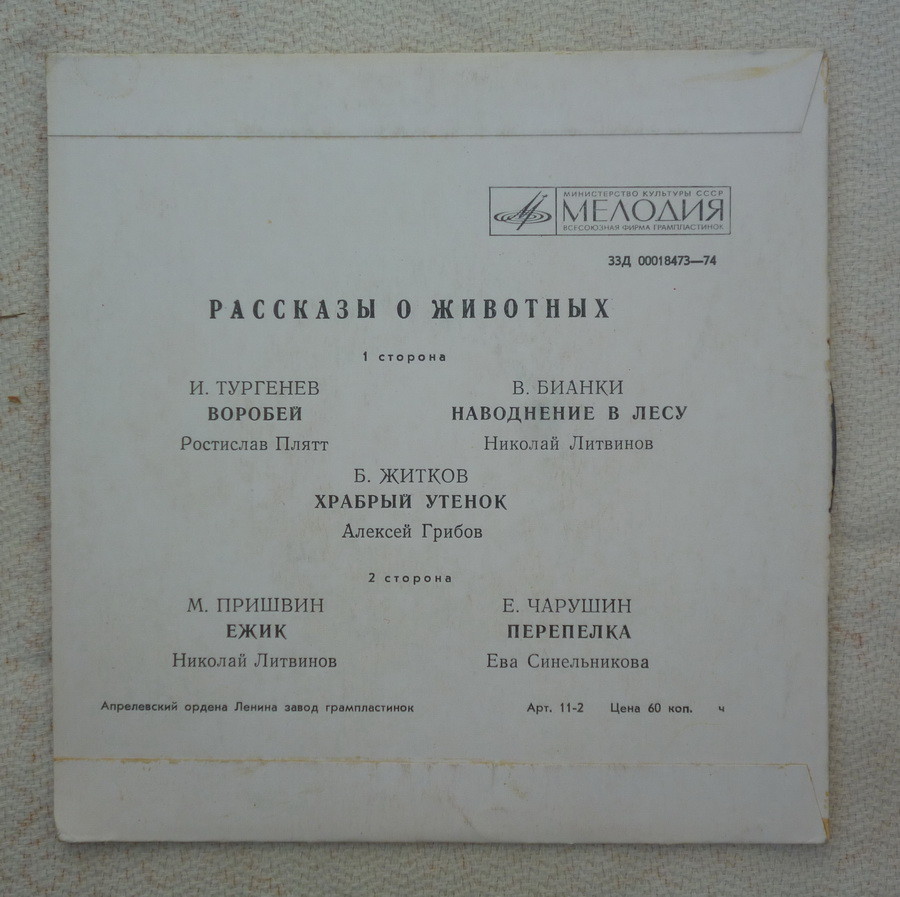 МИНИСТЕРСТВО КУЛЬТУРЫ СССР
МЕЛОДИЯ
ВСЕСОЮЗНАЯ ФИРМА ГРАМПЛАСТИНОК
33Д 00018473—74
РАССКАЗЫ О ЖИВОТНЫХ
1 сторона
И. ТУРГЕНЕВ В. БИАНКИ
ВОРОБЕЙ НАВОДНЕНИЕ В ЛЕСУ
Ростислав Плятт Николай Литвинов
Б. ЖИТКОВ
ХРАБРЫЙ УТЕНОК
Алексей Грибов
2 сторона
М. ПРИШВИН Е. ЧАРУШИН
ЕЖИК ПЕРЕПЕЛКА
Николай Литвинов Ева Синельникова
Апрелевский ордена Ленина завод грампластинок Арт. 11-2 Цена 60 коп. ч